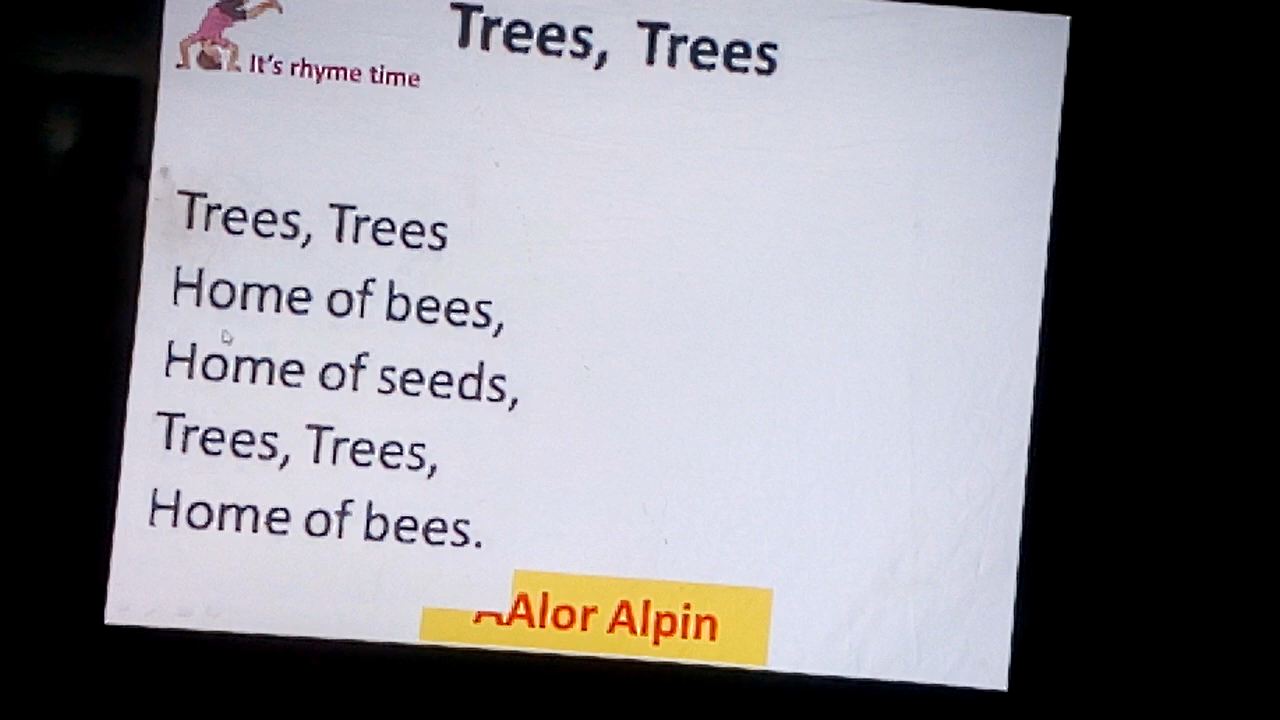 Trees, Trees
It's rhyme time
Trees, Trees
Home of bees,
Home of seeds,
Trees, Trees,
Home of bees.
Alor Alpin